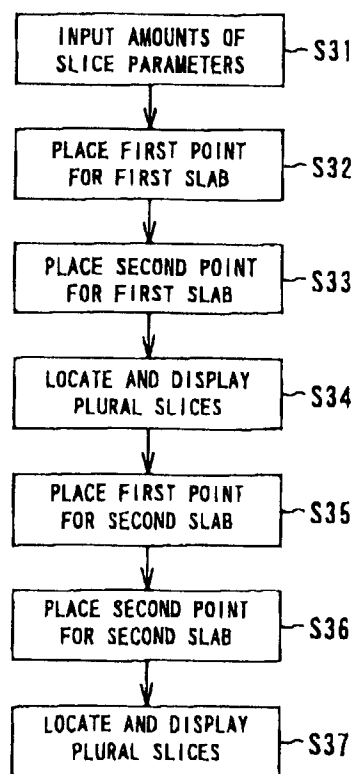 INPUT AMOUNTS OF
SLICE PARAMETERS
S31
PLACE FIRST POINT
FOR FIRST SLAB
S32
PLACE SECOND POINT
FOR FIRST SLAB
S33
LOCATE AND DISPLAY
PLURAL SLICES
S34
PLACE FIRST POINT
FOR SECOND SLAB
S35
PLACE SECOND POINT
FOR SECOND SLAB
S36
LOCATE AND DISPLAY
PLURAL SLICES
S37